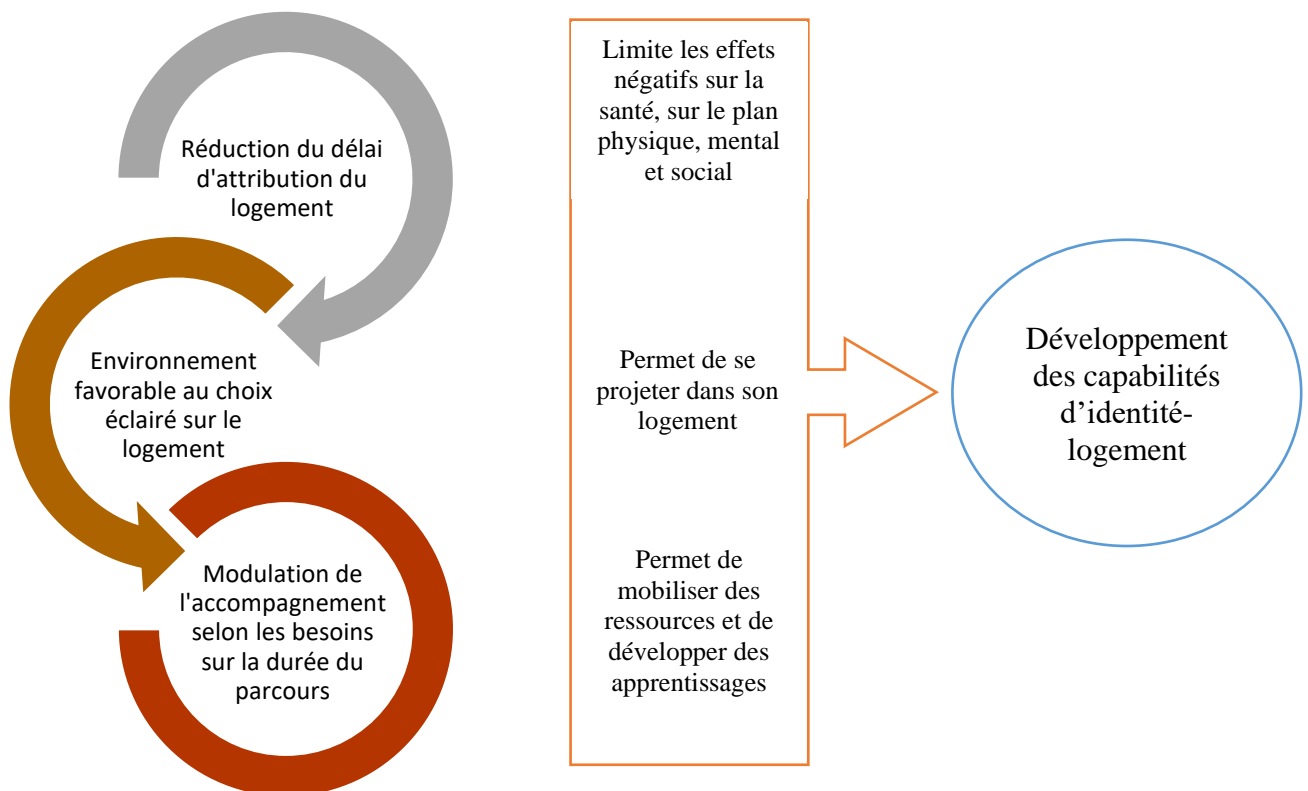 Réduction du délai
d'attribution du
logement
Environnement
favorable au choix
éclairé sur le
logement
Modulation de
l'accompagnement
selon les besoins
sur la durée du
parcours
Limite les effets
négatifs sur la
santé, sur le plan
physique, mental
et social
Permet de se
projeter dans son
logement
Permet de
mobiliser des
ressources et de
développer des
apprentissages
Développement
des capabilités
d’identité-
logement